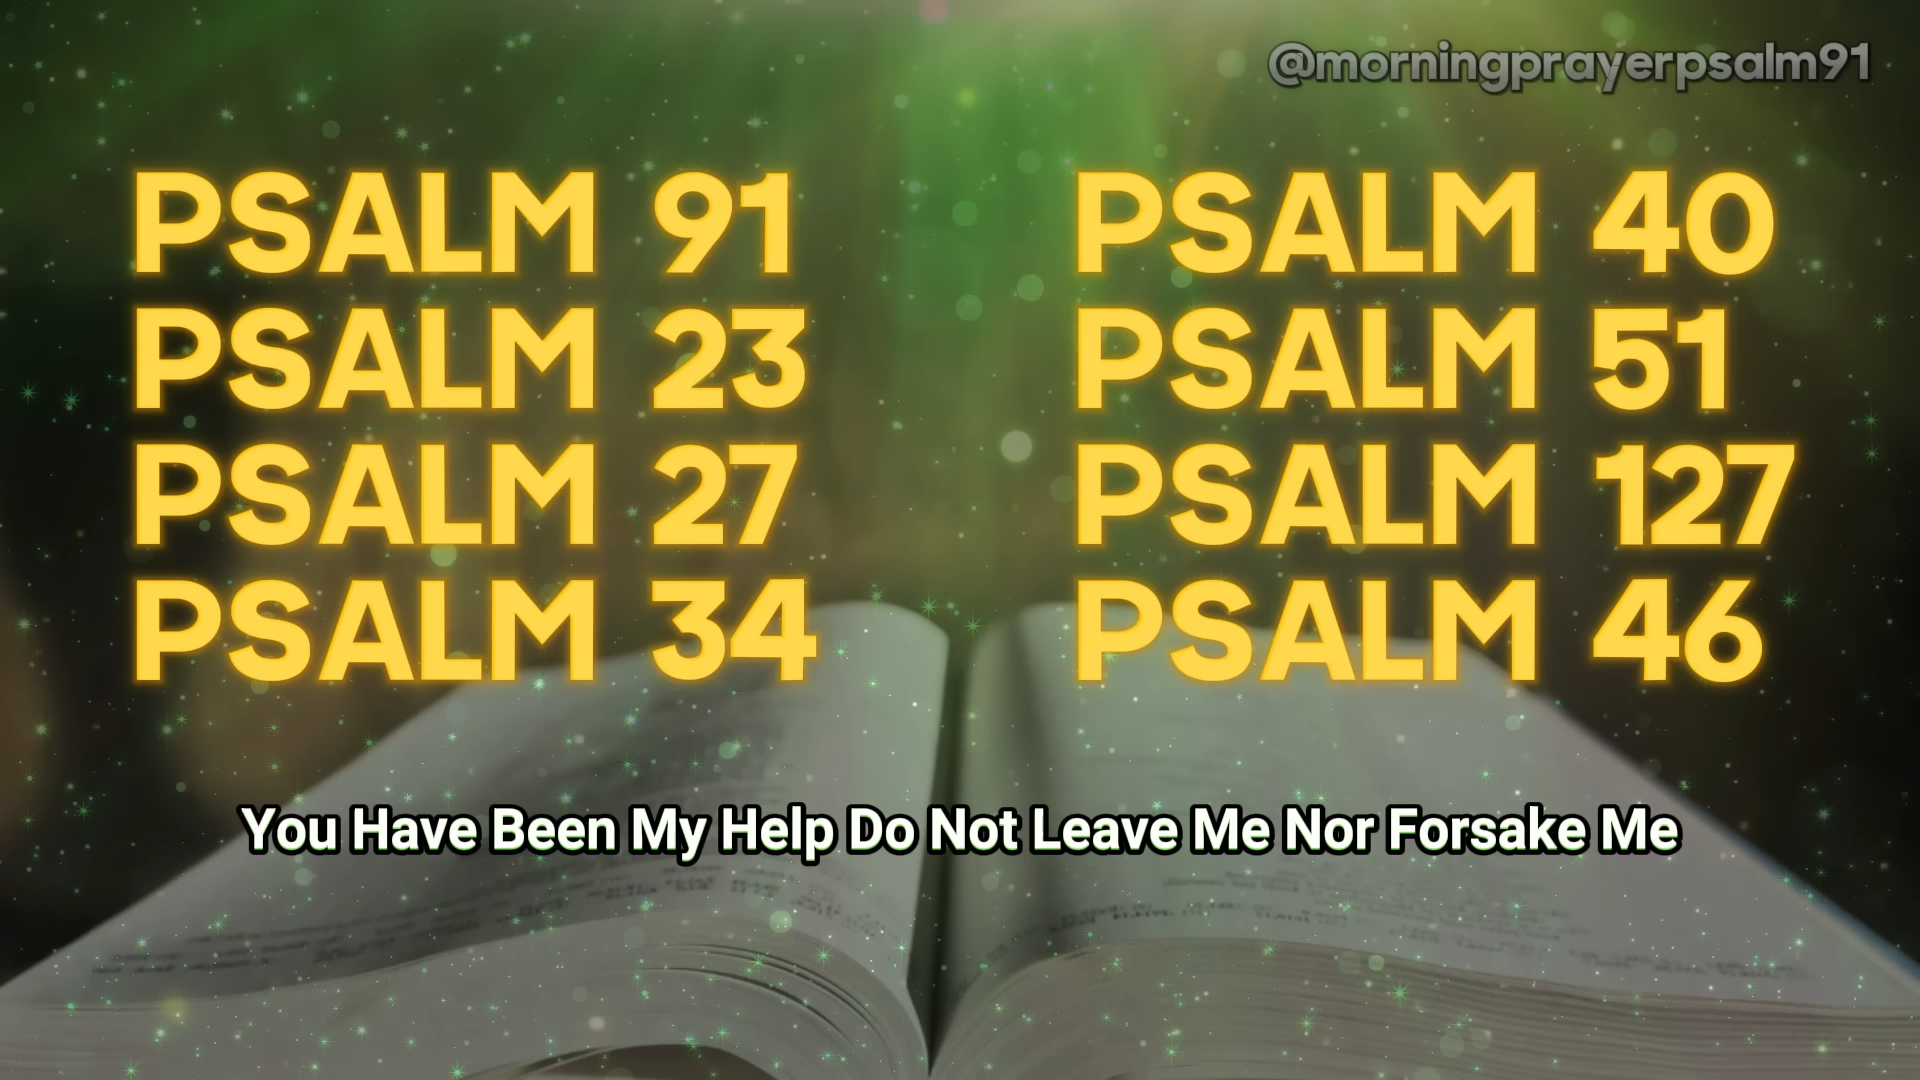 @morningprayerpsalm91
PSALM 91
PSALM 23
PSALM 27
PSALM 34
PSALM 40
PSALM 51
PSALM 127
PSALM 46
You Have Been My Help Do Not Leave Me Nor Forsake Me